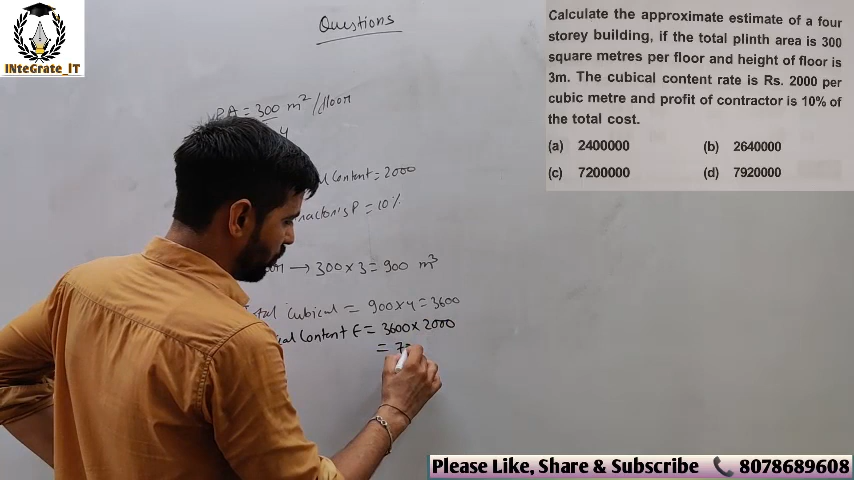 INteGrate_IT
Questions
Calculate the approximate estimate of a four
storey building, if the total plinth area is 300
square metres per floor and height of floor is
3m. The cubical content rate is Rs. 2000 per
cubic metre and profit of contractor is 10% of
the total cost.
(a) 2400000 (b) 2640000
(c) 7200000 (d) 7920000
PA = 300 m²/floor
4
Content = 2000
P = 10%
→ 300 x 3 = 900 m³
Cubical = 900 x 4 = 3600
Content E = 3600 x 2000
= 7
Please Like, Share & Subscribe 8078689608